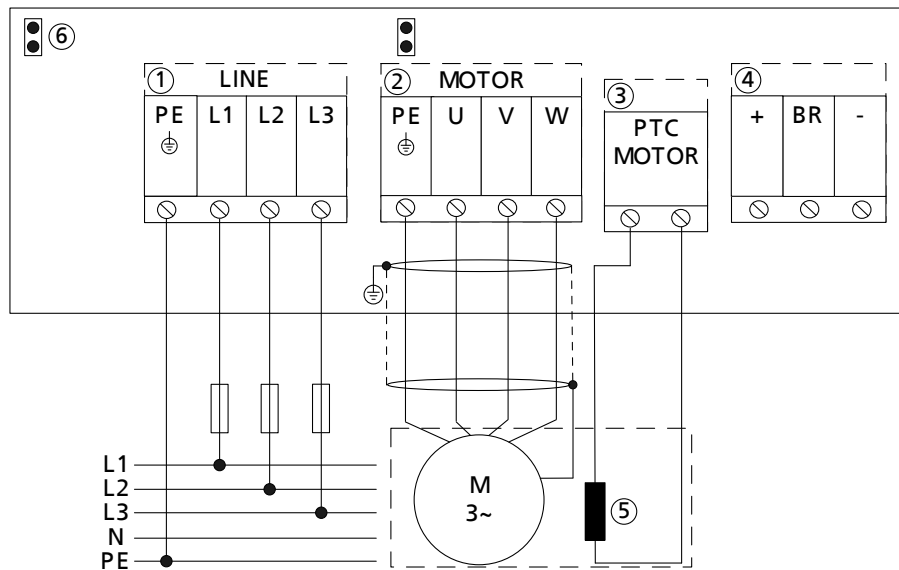 ⑥
① LINE
PE L1 L2 L3
② MOTOR
PE U V W
③
PTC
MOTOR
④
+ BR -
L1
L2
L3
N
PE
M
3~
⑤